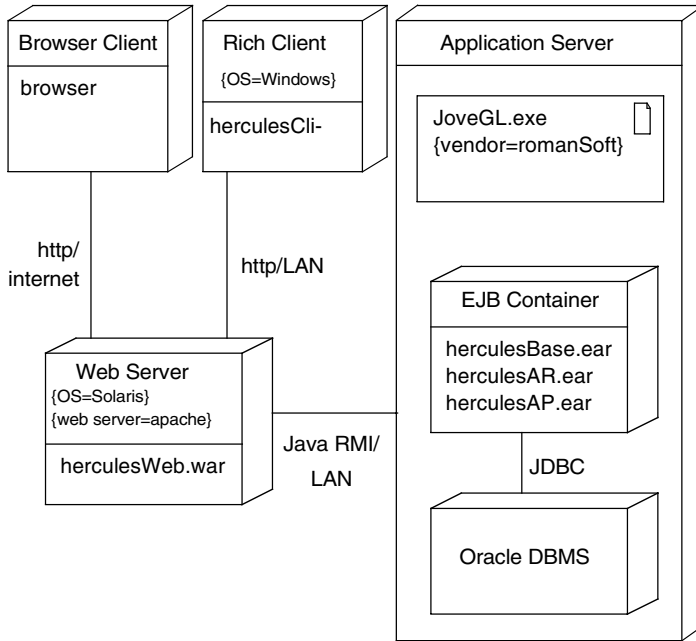 Browser Client
browser
Rich Client
{OS=Windows}
herculesCli-
Application Server
JoveGL.exe
{vendor=romanSoft}
http/
internet
http/LAN
EJB Container
herculesBase.ear
herculesAR.ear
herculesAP.ear
Web Server
{OS=Solaris}
{web server=apache}
herculesWeb.war
Java RMI/
LAN
JDBC
Oracle DBMS